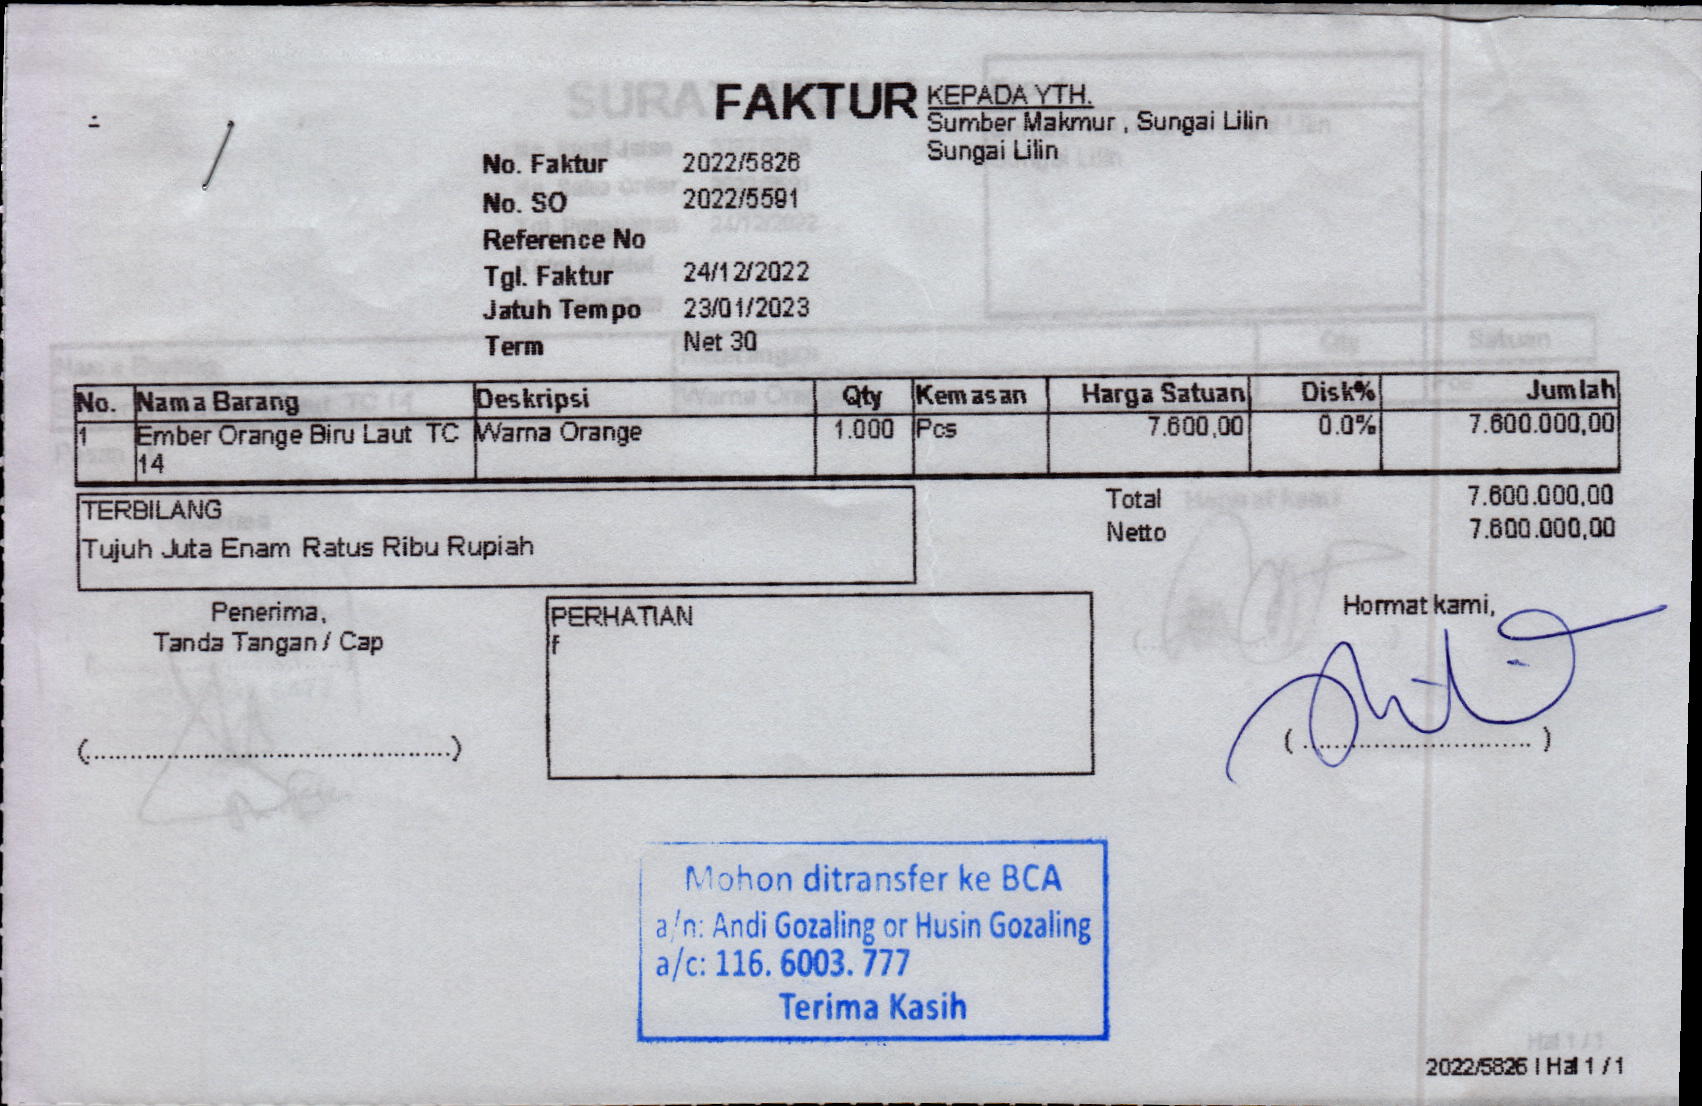 FAKTUR
KEPADA YTH.
Sumber Makmur , Sungai Lilin
Sungai Lilin
No. Faktur 2022/5826
No. SO 2022/5591
Reference No
Tgl. Faktur 24/12/2022
Jatuh Tempo 23/01/2023
Term Net 30
No. Nama Barang Deskripsi Qty Kemasan Harga Satuan Disk% Jumlah
1 Ember Orange Biru Laut TC Warna Orange 1.000 Pcs 7.600,00 0.0% 7.600.000,00
14
TERBILANG
Tujuh Juta Enam Ratus Ribu Rupiah
Total 7.600.000,00
Netto 7.600.000,00
Penerima,
Tanda Tangan / Cap
(............................................)
PERHATIAN
f
Hormat kami,
( ............................ )
Mohon ditransfer ke BCA
a/n: Andi Gozaling or Husin Gozaling
a/c: 116. 6003. 777
Terima Kasih
2022/5826 | Hal 1 / 1